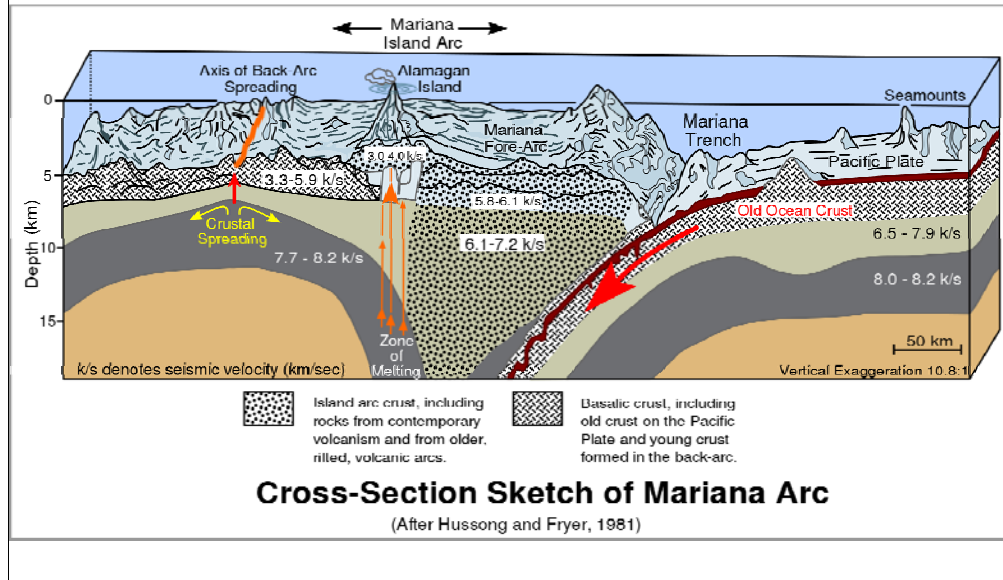 Mariana
Island Arc
Axis of Back-Arc
Spreading
Alamagan
Island
Seamounts
Mariana
Fore-Arc
Mariana
Trench
Pacific Plate
Depth (km)
0
5
10
15
3.0 4.0 k/s
3.3-5.9 k/s
5.8-6.1 k/s
Old Ocean Crust
Crustal
Spreading
6.1-7.2 k/s
6.5 - 7.9 k/s
7.7 - 8.2 k/s
8.0 - 8.2 k/s
Zone
of
Melting
50 km
k/s denotes seismic velocity (km/sec)
Vertical Exaggeration 10.8:1
Island arc crust, including
rocks from contemporary
volcanism and from older,
rifted, volcanic arcs.
Basalic crust, including
old crust on the Pacific
Plate and young crust
formed in the back-arc.
Cross-Section Sketch of Mariana Arc
(After Hussong and Fryer, 1981)